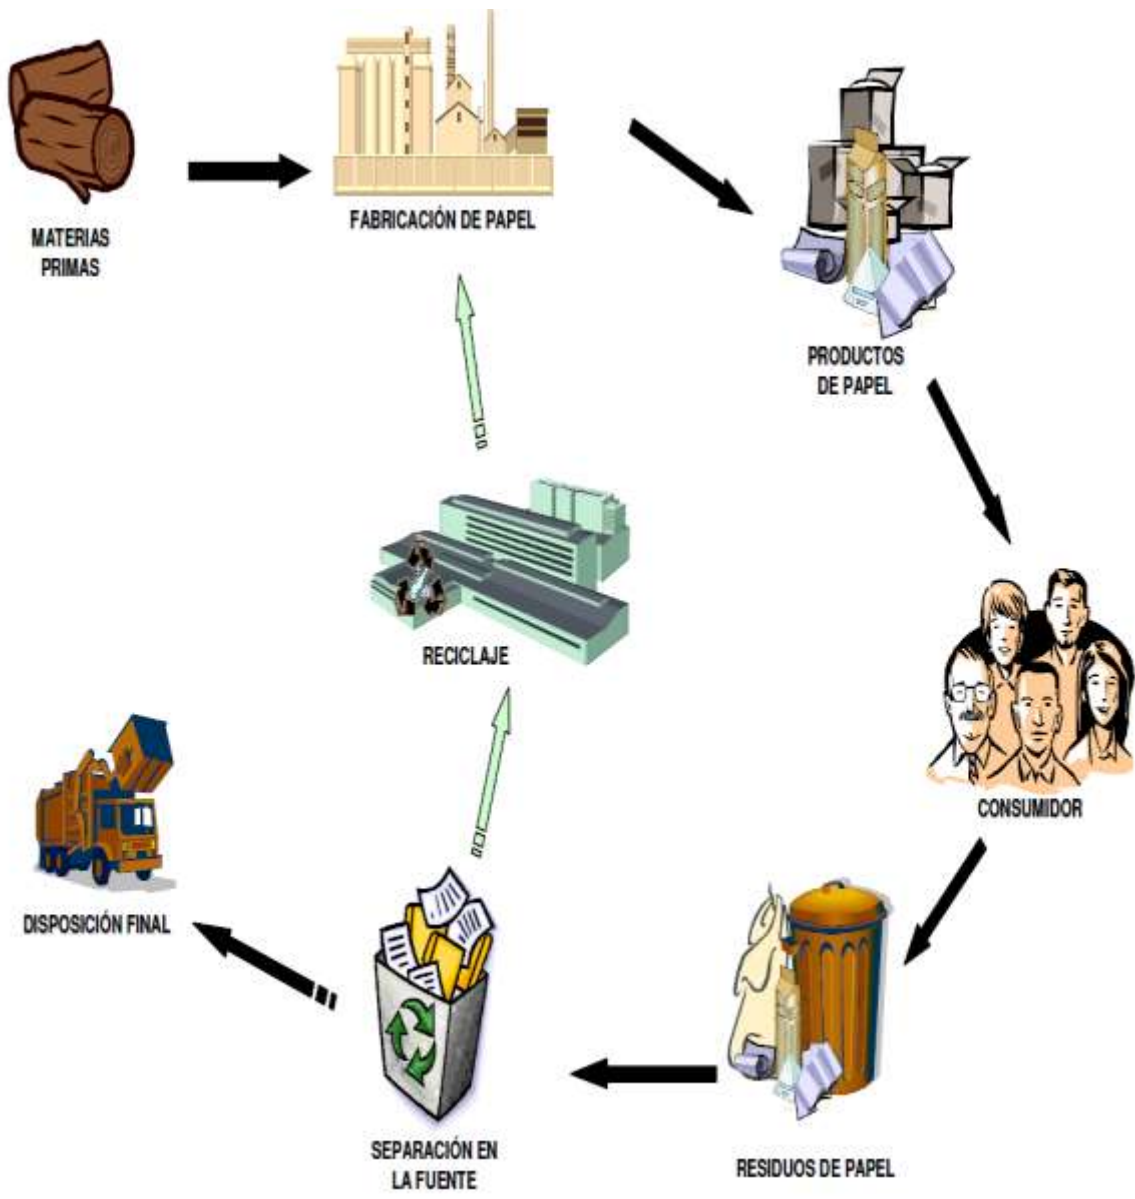 MATERIAS
PRIMAS
FABRICACIÓN DE PAPEL
PRODUCTOS
DE PAPEL
RECICLAJE
CONSUMIDOR
DISPOSICIÓN FINAL
SEPARACIÓN EN
LA FUENTE
RESIDUOS DE PAPEL